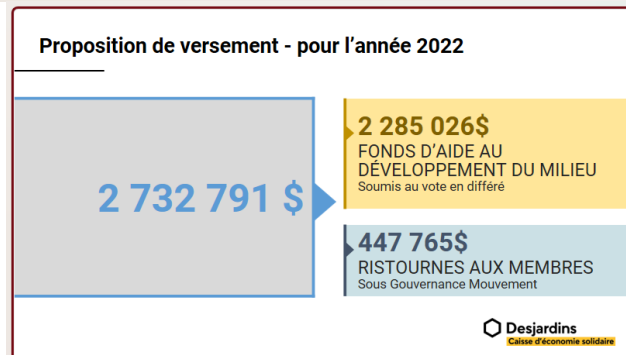 Proposition de versement - pour l’année 2022
2 732 791 $
2 285 026$
FONDS D’AIDE AU
DÉVELOPPEMENT DU MILIEU
Soumis au vote en différé
447 765$
RISTOURNES AUX MEMBRES
Sous Gouvernance Mouvement
Desjardins
Caisse d'économie solidaire